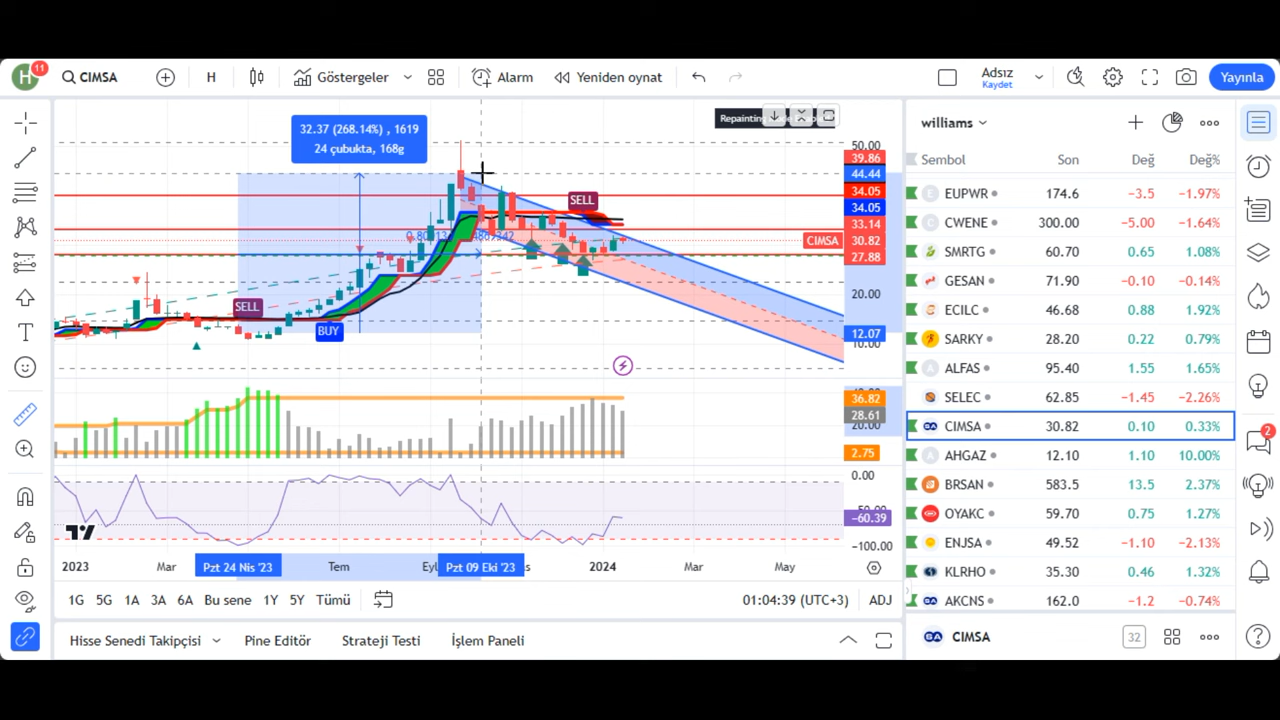 H 11 CIMSA H Göstergeler Alarm Yeniden oynat Adsız Kaydet Yayınla
williams
Sembol Son Değ Değ%
EUPWR 174.6 −3.5 −1.97%
CWENE 300.00 −5.00 −1.64%
SMRTG 60.70 0.65 1.08%
GESAN 71.90 −0.10 −0.14%
ECILC 46.68 0.88 1.92%
SARKY 28.20 0.22 0.79%
ALFAS 95.40 1.55 1.65%
SELEC 62.85 −1.45 −2.26%
CIMSA 30.82 0.10 0.33%
AHGAZ 12.10 1.10 10.00%
BRSAN 583.5 13.5 2.37%
OYAKC 59.70 0.75 1.27%
ENJSA 49.52 −1.10 −2.13%
KLRHO 35.30 0.46 1.32%
AKCNS 162.0 −1.2 −0.74%
CIMSA 32
2
32.37 (268.14%) , 1619
24 çubukta, 168g
Repainting
SELL
SELL
BUY
50.00
39.86
44.44
34.05
34.05
33.14
CIMSA 30.82
27.88
20.00
12.07
10.00
36.82
28.61
20.00
2.75
0.00
−60.39
−100.00
2023 Mar Pzt 24 Nis '23 Tem Eyl Pzt 09 Eki '23 2024 Mar May
1G 5G 1A 3A 6A Bu sene 1Y 5Y Tümü 01:04:39 (UTC+3) ADJ
Hisse Senedi Takipçisi Pine Editör Strateji Testi İşlem Paneli